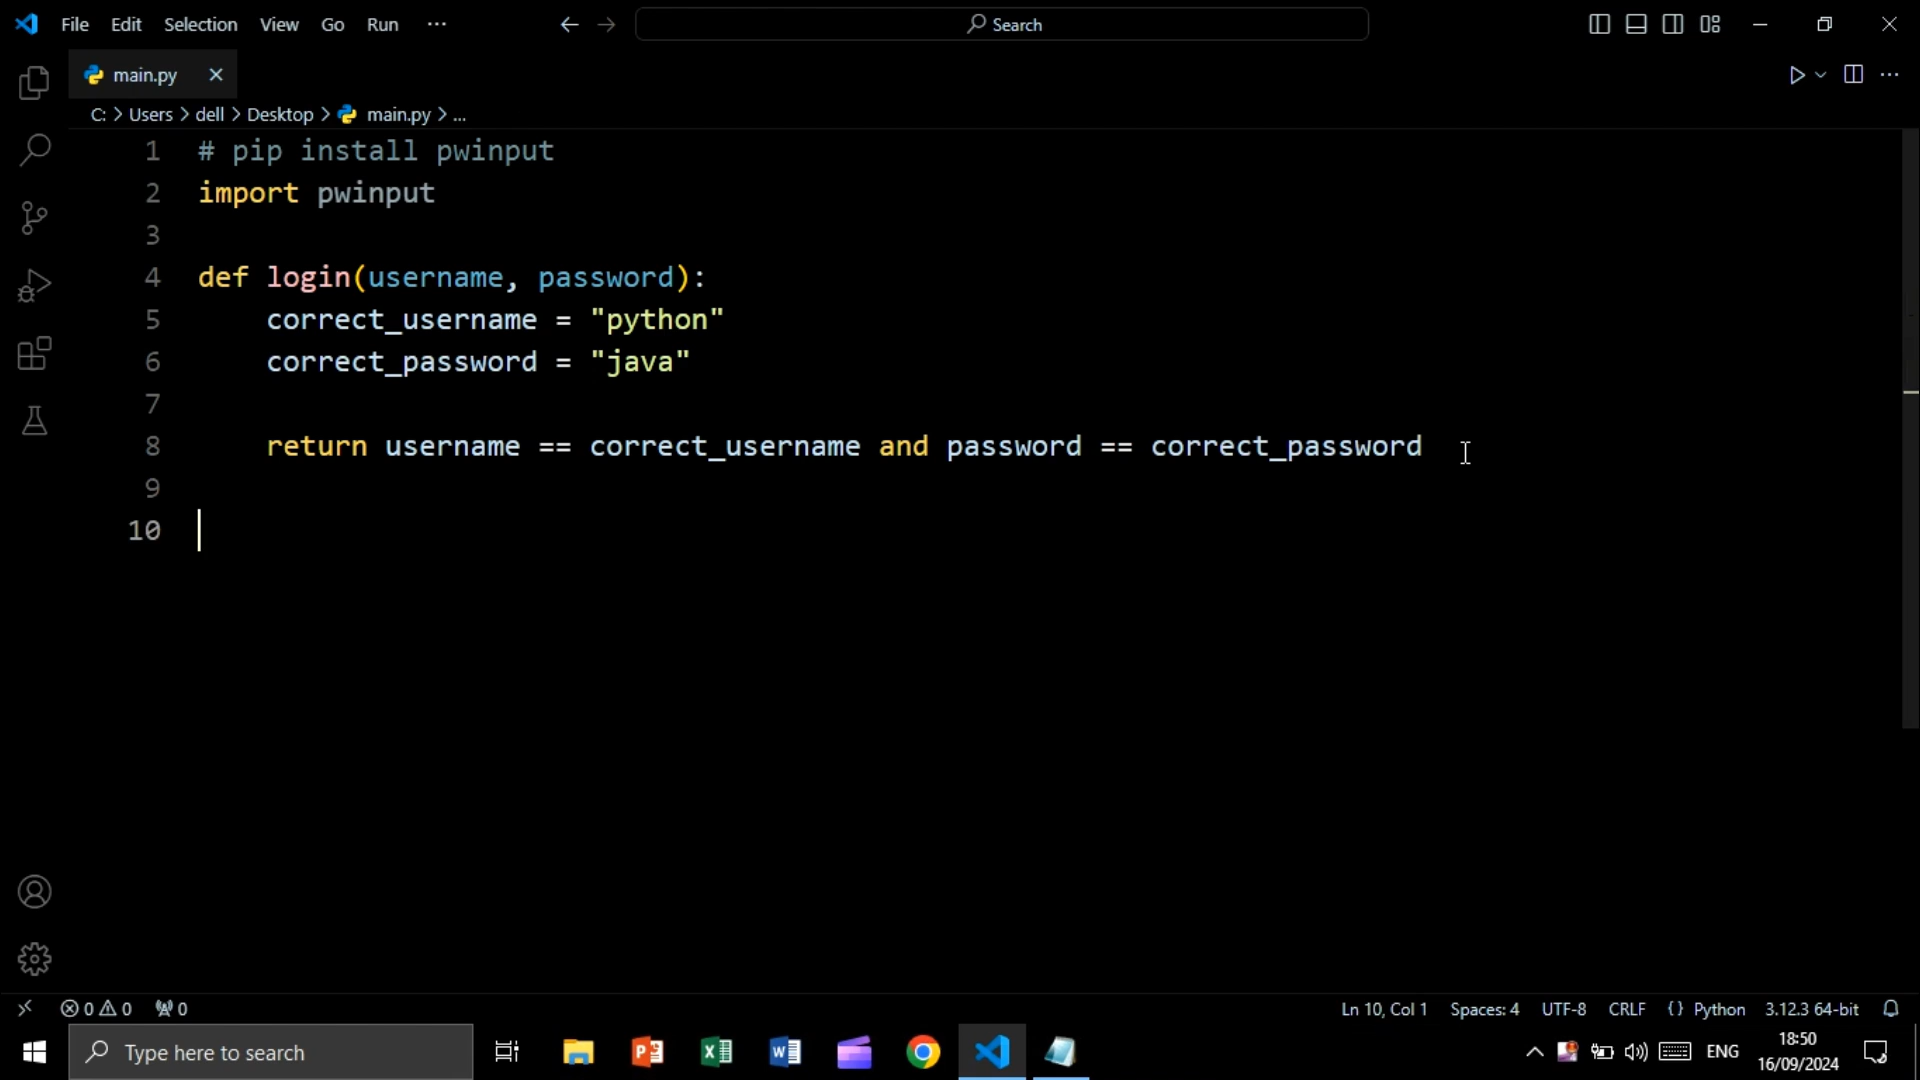 File Edit Selection View Go Run ··· Search
main.py
C: > Users > dell > Desktop > main.py > ...
1 # pip install pwinput
2 import pwinput
3
4 def login(username, password):
5     correct_username = "python"
6     correct_password = "java"
7
8     return username == correct_username and password == correct_password
9
10
0 0 0 Ln 10, Col 1 Spaces: 4 UTF-8 CRLF {} Python 3.12.3 64-bit
Type here to search ENG 18:50
16/09/2024